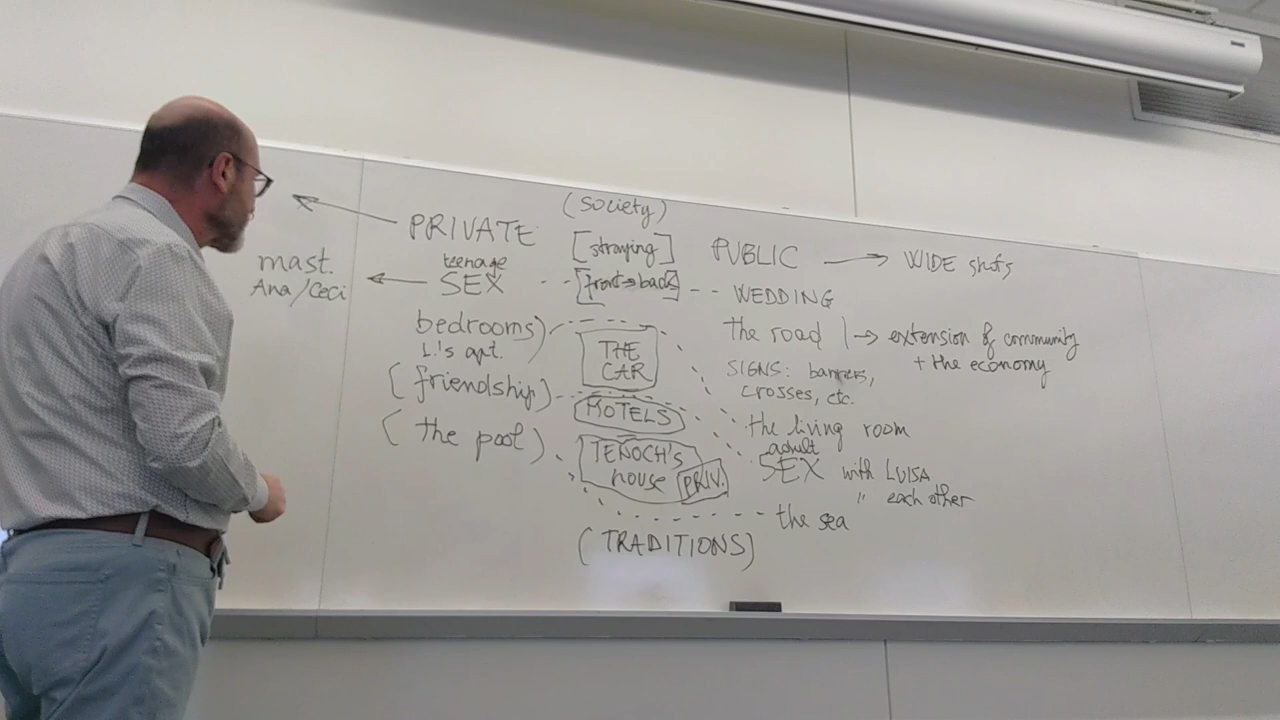 (Society)
PRIVATE [straying] PUBLIC → WIDE shots
mast. teenage
Ana/Ceci ← SEX -- [front→back] -- WEDDING
bedrooms) THE CAR the road |→ extension of community
L.'s apt. + the economy
SIGNS: banners,
crosses, etc.
(friendship) MOTELS
(the pool) the living room
TENOCH'S adult
house PRIV. SEX with LUISA
" each other
the sea
(TRADITIONS)